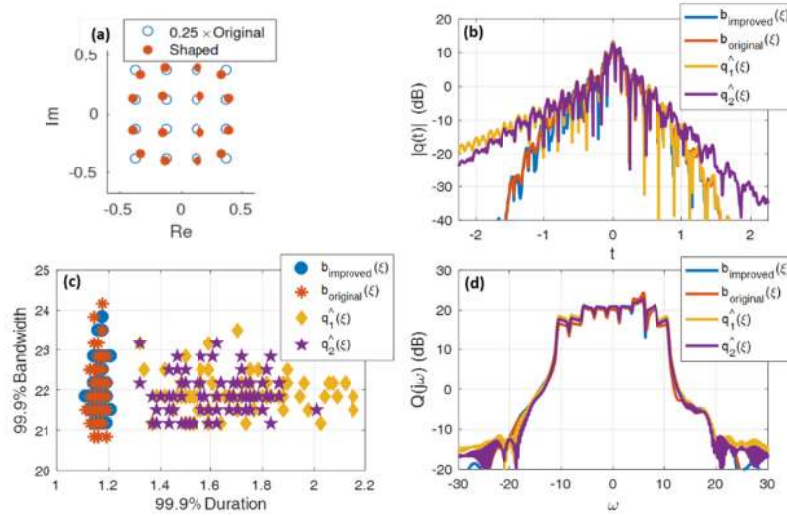 (a)
0.25 × Original
Shaped
0.5
0
-0.5
Im
-0.5
0
0.5
Re
(b)
b_improved(ξ)
b_original(ξ)
q̂_1(ξ)
q̂_2(ξ)
20
10
0
-10
-20
-30
-40
|q(t)| (dB)
-2
-1
0
1
2
t
(c)
b_improved(ξ)
b_original(ξ)
q̂_1(ξ)
q̂_2(ξ)
25
24
23
22
21
20
99.9% Bandwidth
1
1.2
1.4
1.6
1.8
2
2.2
99.9% Duration
(d)
b_improved(ξ)
b_original(ξ)
q̂_1(ξ)
q̂_2(ξ)
30
20
10
0
-10
-20
Q(jω) (dB)
-30
-20
-10
0
10
20
30
ω